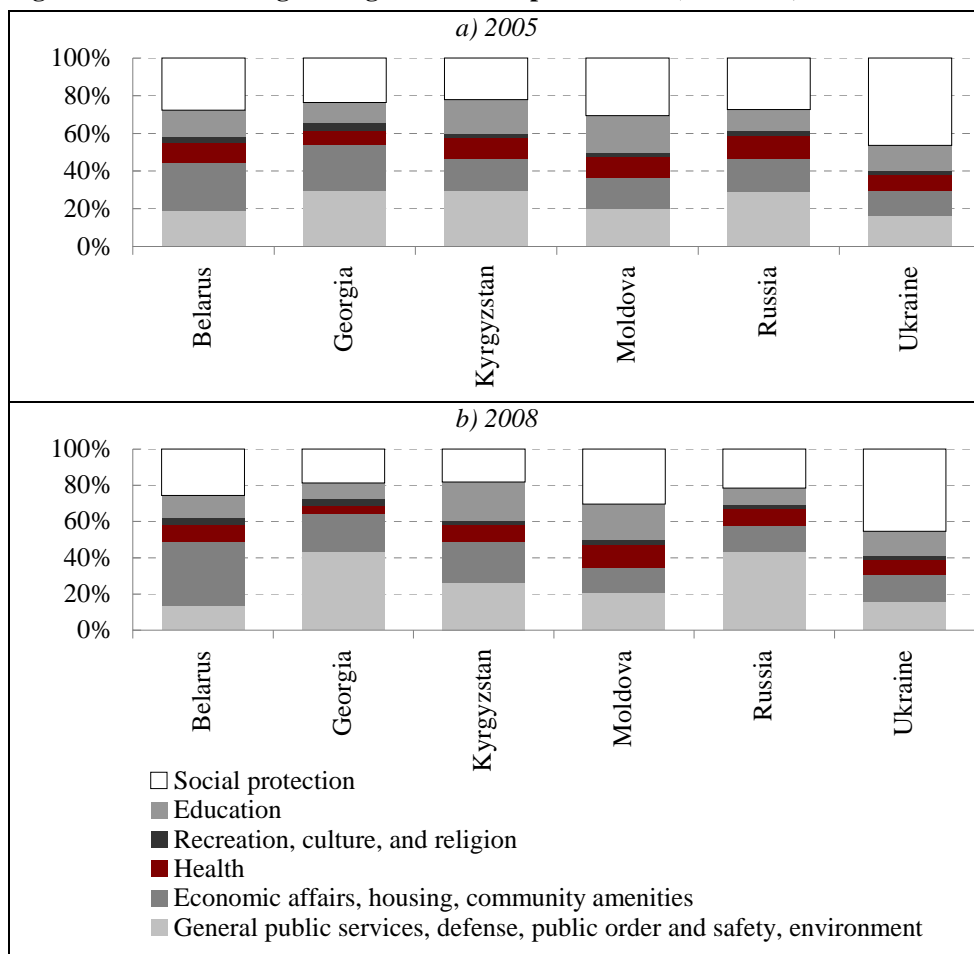 a) 2005
100%
80%
60%
40%
20%
0%
Belarus
Georgia
Kyrgyzstan
Moldova
Russia
Ukraine
b) 2008
100%
80%
60%
40%
20%
0%
Belarus
Georgia
Kyrgyzstan
Moldova
Russia
Ukraine
Social protection
Education
Recreation, culture, and religion
Health
Economic affairs, housing, community amenities
General public services, defense, public order and safety, environment